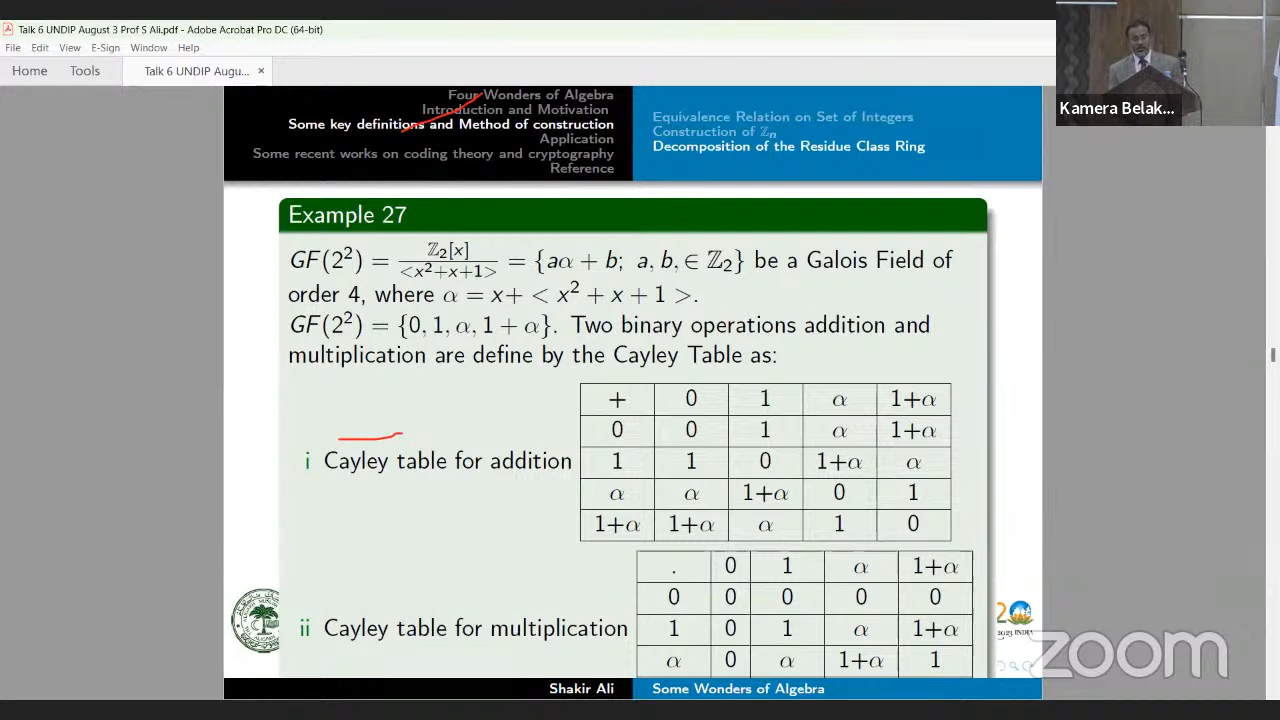 Talk 6 UNDIP August 3 Prof S Ali.pdf - Adobe Acrobat Pro DC (64-bit)
File Edit View E-Sign Window Help
Home Tools Talk 6 UNDIP Augu... ×
Kamera Belak...
Four Wonders of Algebra
Introduction and Motivation
Some key definitions and Method of construction
Application
Some recent works on coding theory and cryptography
Reference
Equivalence Relation on Set of Integers
Construction of ℤₙ
Decomposition of the Residue Class Ring
Example 27
GF(2²) = ℤ₂[x] / <x²+x+1> = {aα + b; a, b, ∈ ℤ₂} be a Galois Field of
order 4, where α = x+ < x² + x + 1 >.
GF(2²) = {0, 1, α, 1 + α}. Two binary operations addition and
multiplication are define by the Cayley Table as:
i Cayley table for addition
+ 0 1 α 1+α
0 0 1 α 1+α
1 1 0 1+α α
α α 1+α 0 1
1+α 1+α α 1 0
ii Cayley table for multiplication
. 0 1 α 1+α
0 0 0 0 0
1 0 1 α 1+α
α 0 α 1+α 1
2023 INDIA
zoom
Shakir Ali Some Wonders of Algebra